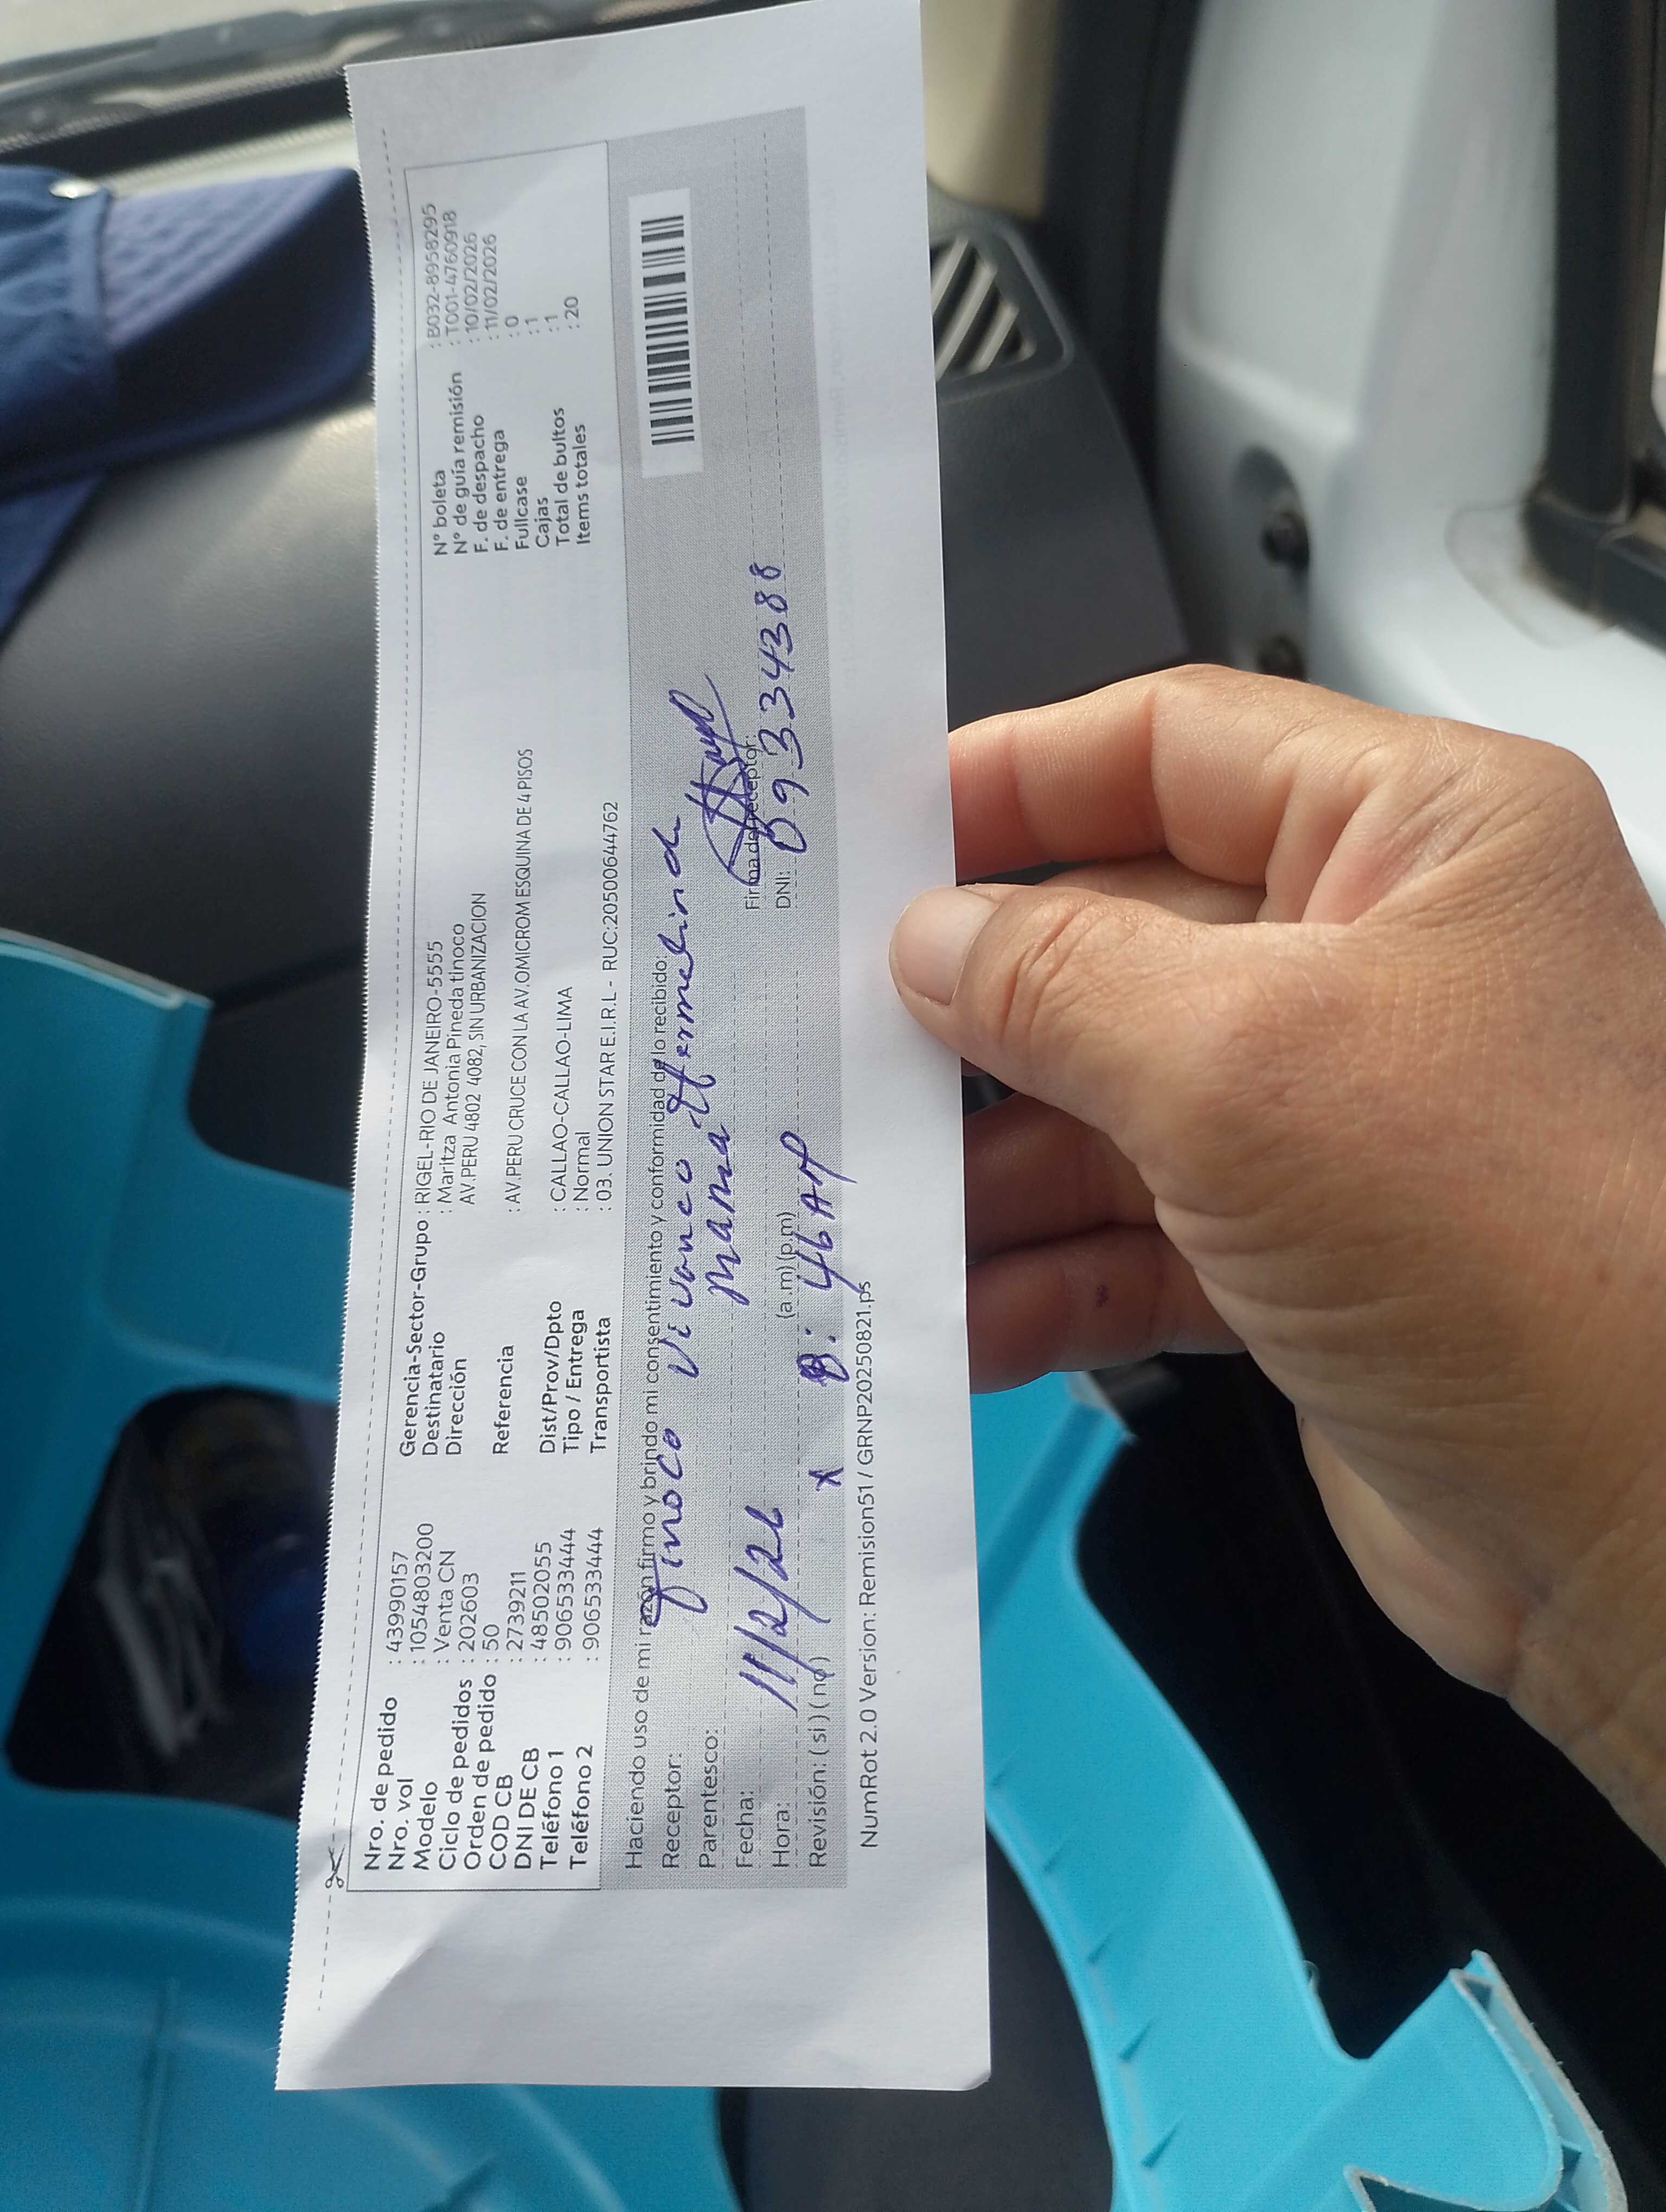 Nro. de pedido : 43990157
Nro. vol : 1054803200
Modelo : Venta CN
Ciclo de pedidos : 202603
Orden de pedido : 50
COD CB : 2739211
DNI DE CB : 48502055
Teléfono 1 : 906533444
Teléfono 2 : 906533444
Gerencia-Sector-Grupo : RIGEL-RIO DE JANEIRO-5555
Destinatario : Maritza Antonia Pineda tinoco
Dirección AV.PERU 4802 4082, SIN URBANIZACION
Referencia : AV.PERU CRUCE CON LA AV.OMICROM ESQUINA DE 4 PISOS
Dist/Prov/Dpto : CALLAO-CALLAO-LIMA
Tipo / Entrega : Normal
Transportista : 03. UNION STAR E.I.R.L - RUC:20500644762
N° boleta : B032-8958295
N° de guía remisión : T001-4760918
F. de despacho : 10/02/2026
F. de entrega : 11/02/2026
Fullcase : 0
Cajas : 1
Total de bultos : 1
Items totales : 20
Haciendo uso de mi razón firmo y brindo mi consentimiento y conformidad de lo recibido:
Receptor: Tinoco Vivanco Hermelinda
Parentesco: Mama
Fecha: 11/2/26
Firma del receptor:
Hora: (a.m)(p.m) DNI: 09334388
Revisión: (si)(no) x 8:46 AM
NumRot 2.0 Version: Remision51 / GRNP20250821.ps